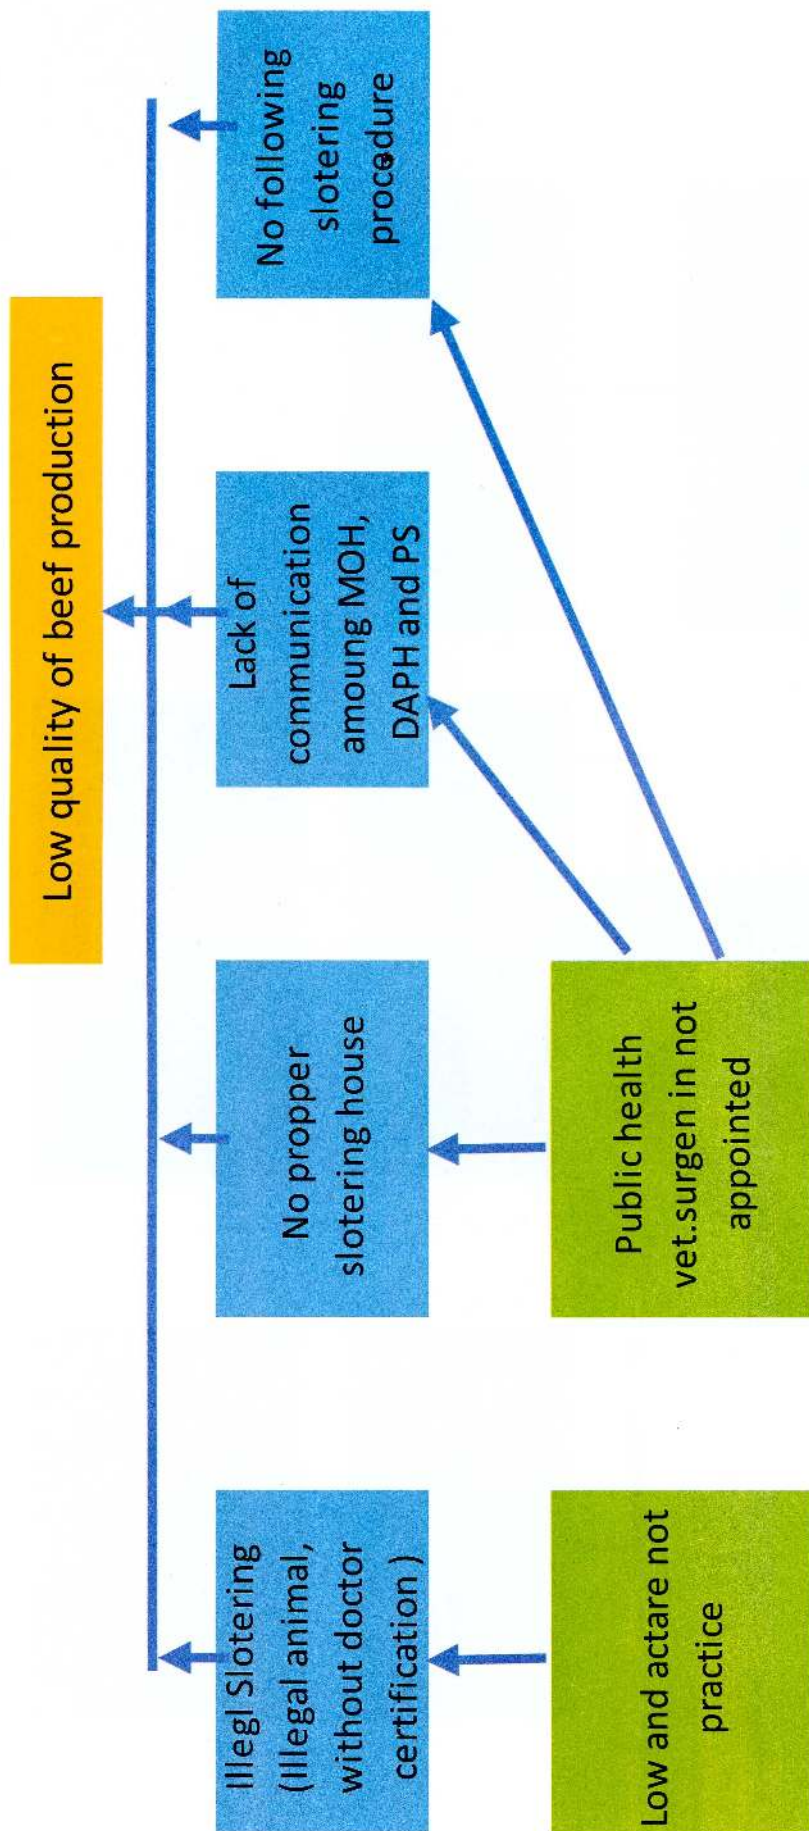 Low quality of beef production
Illegl Slotering
(Illegal animal,
without doctor
certification )
No propper
slotering house
Lack of
communication
amoung MOH,
DAPH and PS
No following
slotering
procedure
Low and actare not
practice
Public health
vet.surgen in not
appointed